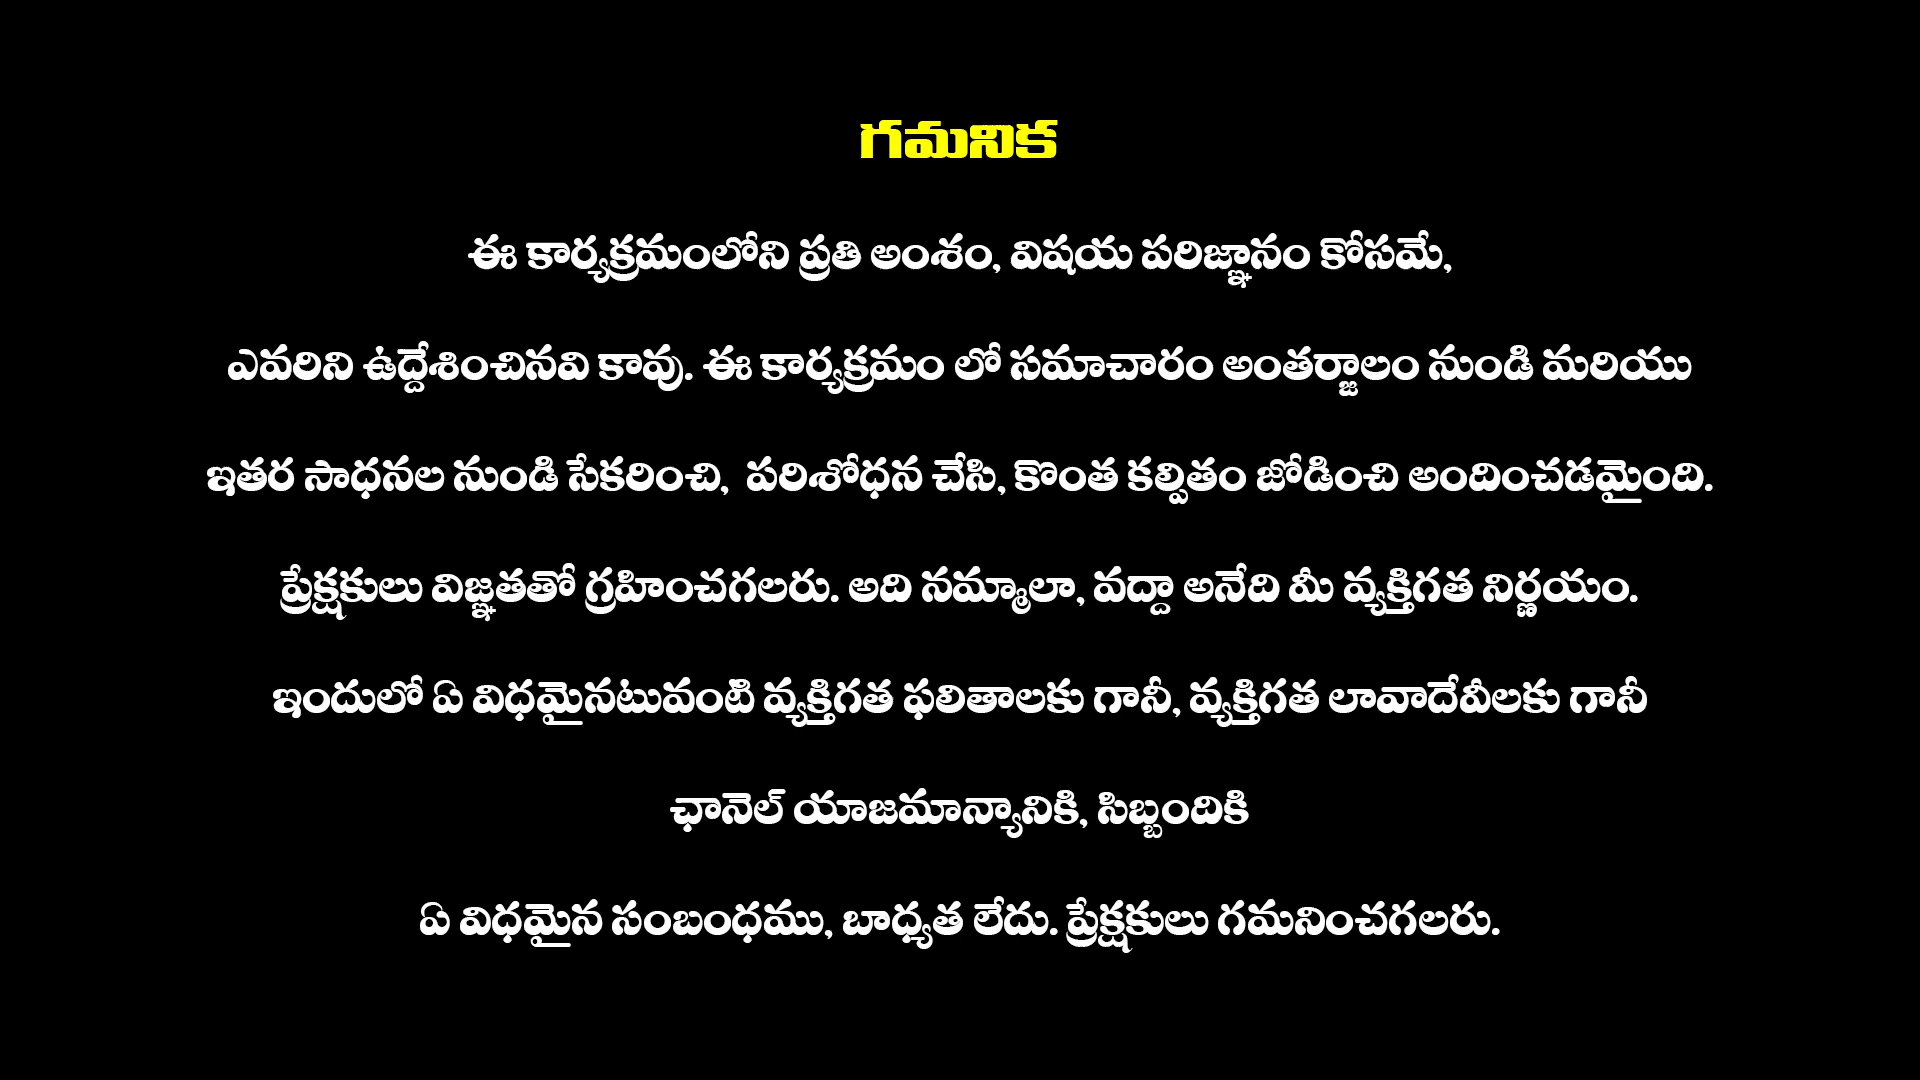 గమనిక
ఈ కార్యక్రమంలోని ప్రతి అంశం, విషయ పరిజ్ఞానం కోసమే,
ఎవరిని ఉద్దేశించినవి కావు. ఈ కార్యక్రమం లో సమాచారం అంతర్జాలం నుండి మరియు
ఇతర సాధనల నుండి సేకరించి, పరిశోధన చేసి, కొంత కల్పితం జోడించి అందించడమైంది.
ప్రేక్షకులు విజ్ఞతతో గ్రహించగలరు. అది నమ్మాలా, వద్దా అనేది మీ వ్యక్తిగత నిర్ణయం.
ఇందులో ఏ విధమైనటువంటి వ్యక్తిగత ఫలితాలకు గానీ, వ్యక్తిగత లావాదేవీలకు గానీ
ఛానెల్ యాజమాన్యానికి, సిబ్బందికి
ఏ విధమైన సంబంధము, బాధ్యత లేదు. ప్రేక్షకులు గమనించగలరు.